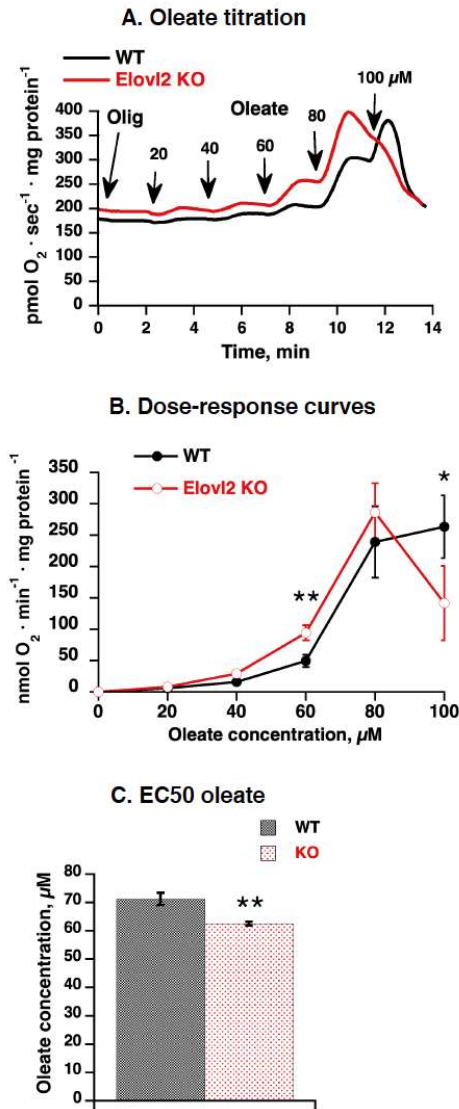 A. Oleate titration
WT
Elovl2 KO
100 µM
400
Olig
Oleate
80
350
20
40
60
300
250
200
150
100
50
0
pmol O2 · sec-1 · mg protein-1
0 2 4 6 8 10 12 14
Time, min
B. Dose-response curves
350
WT
300
Elovl2 KO
*
250
200
150
**
100
50
0
nmol O2 · min-1 · mg protein-1
0 20 40 60 80 100
Oleate concentration, µM
C. EC50 oleate
WT
KO
80
70
**
60
50
40
30
20
10
0
Oleate concentration, µM